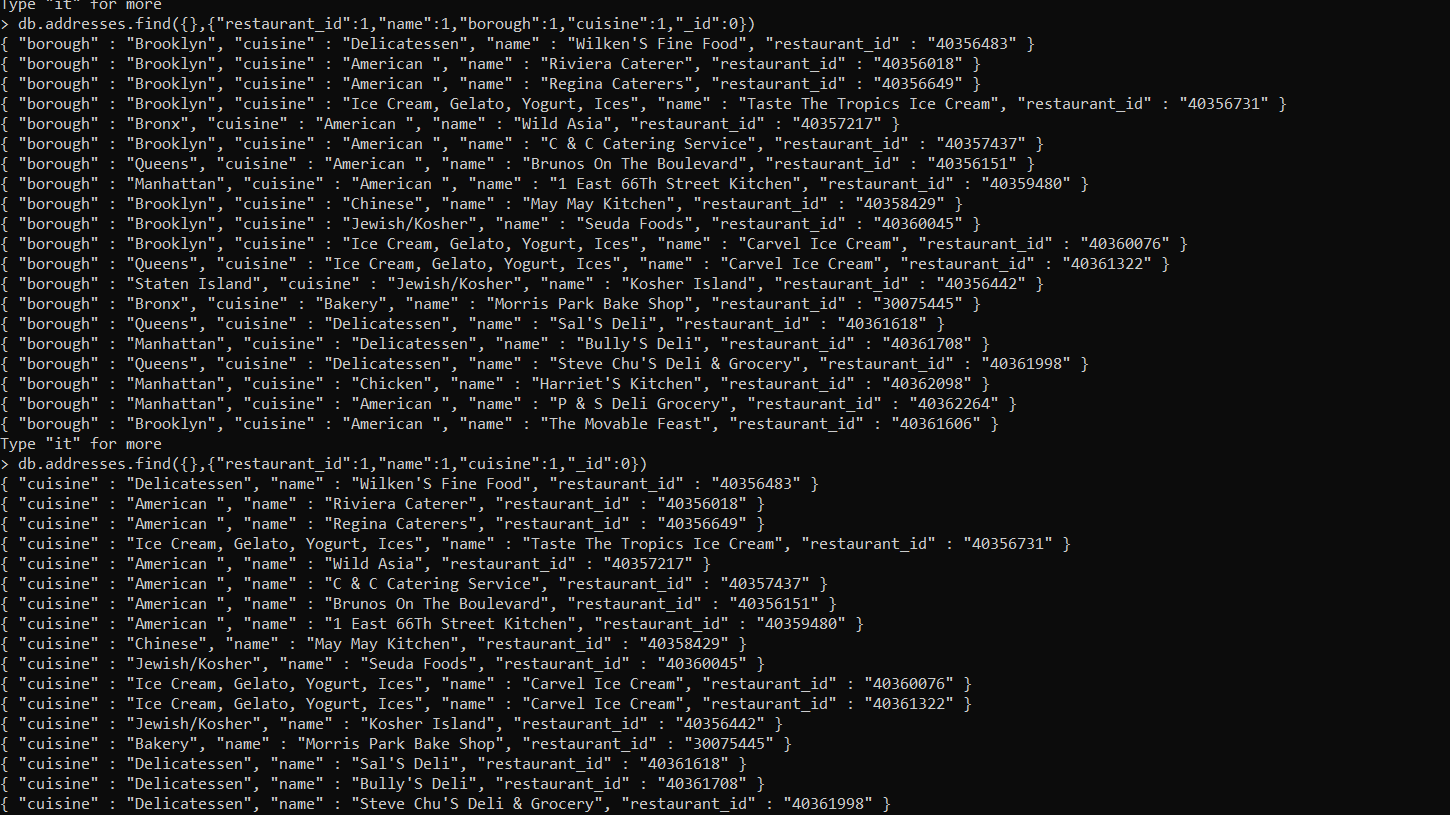 Type "it" for more
> db.addresses.find({},{"restaurant_id":1,"name":1,"borough":1,"cuisine":1,"_id":0})
{ "borough" : "Brooklyn", "cuisine" : "Delicatessen", "name" : "Wilken'S Fine Food", "restaurant_id" : "40356483" }
{ "borough" : "Brooklyn", "cuisine" : "American ", "name" : "Riviera Caterer", "restaurant_id" : "40356018" }
{ "borough" : "Brooklyn", "cuisine" : "American ", "name" : "Regina Caterers", "restaurant_id" : "40356649" }
{ "borough" : "Brooklyn", "cuisine" : "Ice Cream, Gelato, Yogurt, Ices", "name" : "Taste The Tropics Ice Cream", "restaurant_id" : "40356731" }
{ "borough" : "Bronx", "cuisine" : "American ", "name" : "Wild Asia", "restaurant_id" : "40357217" }
{ "borough" : "Brooklyn", "cuisine" : "American ", "name" : "C & C Catering Service", "restaurant_id" : "40357437" }
{ "borough" : "Queens", "cuisine" : "American ", "name" : "Brunos On The Boulevard", "restaurant_id" : "40356151" }
{ "borough" : "Manhattan", "cuisine" : "American ", "name" : "1 East 66Th Street Kitchen", "restaurant_id" : "40359480" }
{ "borough" : "Brooklyn", "cuisine" : "Chinese", "name" : "May May Kitchen", "restaurant_id" : "40358429" }
{ "borough" : "Brooklyn", "cuisine" : "Jewish/Kosher", "name" : "Seuda Foods", "restaurant_id" : "40360045" }
{ "borough" : "Brooklyn", "cuisine" : "Ice Cream, Gelato, Yogurt, Ices", "name" : "Carvel Ice Cream", "restaurant_id" : "40360076" }
{ "borough" : "Queens", "cuisine" : "Ice Cream, Gelato, Yogurt, Ices", "name" : "Carvel Ice Cream", "restaurant_id" : "40361322" }
{ "borough" : "Staten Island", "cuisine" : "Jewish/Kosher", "name" : "Kosher Island", "restaurant_id" : "40356442" }
{ "borough" : "Bronx", "cuisine" : "Bakery", "name" : "Morris Park Bake Shop", "restaurant_id" : "30075445" }
{ "borough" : "Queens", "cuisine" : "Delicatessen", "name" : "Sal'S Deli", "restaurant_id" : "40361618" }
{ "borough" : "Manhattan", "cuisine" : "Delicatessen", "name" : "Bully'S Deli", "restaurant_id" : "40361708" }
{ "borough" : "Queens", "cuisine" : "Delicatessen", "name" : "Steve Chu'S Deli & Grocery", "restaurant_id" : "40361998" }
{ "borough" : "Manhattan", "cuisine" : "Chicken", "name" : "Harriet'S Kitchen", "restaurant_id" : "40362098" }
{ "borough" : "Manhattan", "cuisine" : "American ", "name" : "P & S Deli Grocery", "restaurant_id" : "40362264" }
{ "borough" : "Brooklyn", "cuisine" : "American ", "name" : "The Movable Feast", "restaurant_id" : "40361606" }
Type "it" for more
> db.addresses.find({},{"restaurant_id":1,"name":1,"cuisine":1,"_id":0})
{ "cuisine" : "Delicatessen", "name" : "Wilken'S Fine Food", "restaurant_id" : "40356483" }
{ "cuisine" : "American ", "name" : "Riviera Caterer", "restaurant_id" : "40356018" }
{ "cuisine" : "American ", "name" : "Regina Caterers", "restaurant_id" : "40356649" }
{ "cuisine" : "Ice Cream, Gelato, Yogurt, Ices", "name" : "Taste The Tropics Ice Cream", "restaurant_id" : "40356731" }
{ "cuisine" : "American ", "name" : "Wild Asia", "restaurant_id" : "40357217" }
{ "cuisine" : "American ", "name" : "C & C Catering Service", "restaurant_id" : "40357437" }
{ "cuisine" : "American ", "name" : "Brunos On The Boulevard", "restaurant_id" : "40356151" }
{ "cuisine" : "American ", "name" : "1 East 66Th Street Kitchen", "restaurant_id" : "40359480" }
{ "cuisine" : "Chinese", "name" : "May May Kitchen", "restaurant_id" : "40358429" }
{ "cuisine" : "Jewish/Kosher", "name" : "Seuda Foods", "restaurant_id" : "40360045" }
{ "cuisine" : "Ice Cream, Gelato, Yogurt, Ices", "name" : "Carvel Ice Cream", "restaurant_id" : "40360076" }
{ "cuisine" : "Ice Cream, Gelato, Yogurt, Ices", "name" : "Carvel Ice Cream", "restaurant_id" : "40361322" }
{ "cuisine" : "Jewish/Kosher", "name" : "Kosher Island", "restaurant_id" : "40356442" }
{ "cuisine" : "Bakery", "name" : "Morris Park Bake Shop", "restaurant_id" : "30075445" }
{ "cuisine" : "Delicatessen", "name" : "Sal'S Deli", "restaurant_id" : "40361618" }
{ "cuisine" : "Delicatessen", "name" : "Bully'S Deli", "restaurant_id" : "40361708" }
{ "cuisine" : "Delicatessen", "name" : "Steve Chu'S Deli & Grocery", "restaurant_id" : "40361998" }